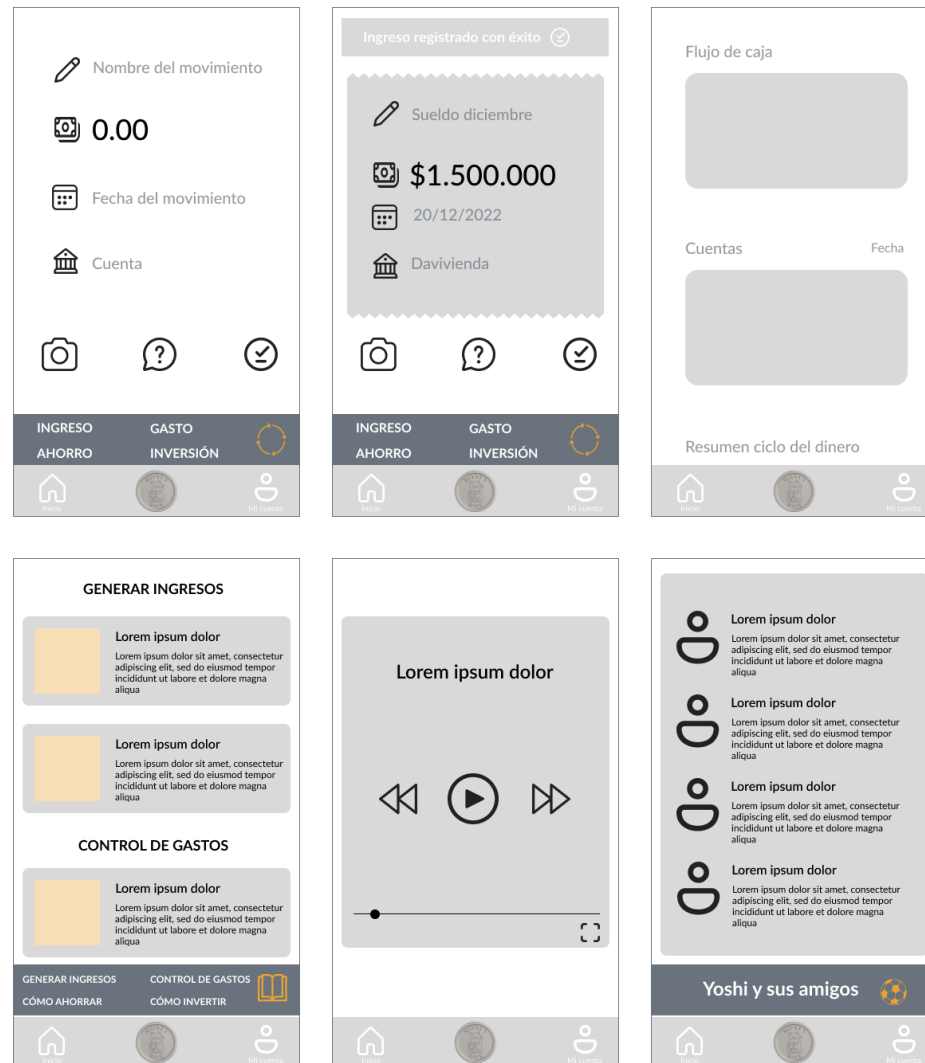 Nombre del movimiento
0.00
Fecha del movimiento
Cuenta
INGRESO GASTO
AHORRO INVERSIÓN
Inicio Mi cuenta
Ingreso registrado con éxito
Sueldo diciembre
$1.500.000
20/12/2022
Davivienda
INGRESO GASTO
AHORRO INVERSIÓN
Inicio Mi cuenta
Flujo de caja
Cuentas Fecha
Resumen ciclo del dinero
Inicio Mi cuenta
GENERAR INGRESOS
Lorem ipsum dolor
Lorem ipsum dolor sit amet, consectetur
adipiscing elit, sed do eiusmod tempor
incididunt ut labore et dolore magna
aliqua
Lorem ipsum dolor
Lorem ipsum dolor sit amet, consectetur
adipiscing elit, sed do eiusmod tempor
incididunt ut labore et dolore magna
aliqua
CONTROL DE GASTOS
Lorem ipsum dolor
Lorem ipsum dolor sit amet, consectetur
adipiscing elit, sed do eiusmod tempor
incididunt ut labore et dolore magna
aliqua
GENERAR INGRESOS CONTROL DE GASTOS
CÓMO AHORRAR CÓMO INVERTIR
Inicio Mi cuenta
Lorem ipsum dolor
Inicio Mi cuenta
Lorem ipsum dolor
Lorem ipsum dolor sit amet, consectetur
adipiscing elit, sed do eiusmod tempor
incididunt ut labore et dolore magna
aliqua
Lorem ipsum dolor
Lorem ipsum dolor sit amet, consectetur
adipiscing elit, sed do eiusmod tempor
incididunt ut labore et dolore magna
aliqua
Lorem ipsum dolor
Lorem ipsum dolor sit amet, consectetur
adipiscing elit, sed do eiusmod tempor
incididunt ut labore et dolore magna
aliqua
Lorem ipsum dolor
Lorem ipsum dolor sit amet, consectetur
adipiscing elit, sed do eiusmod tempor
incididunt ut labore et dolore magna
aliqua
Yoshi y sus amigos
Inicio Mi cuenta